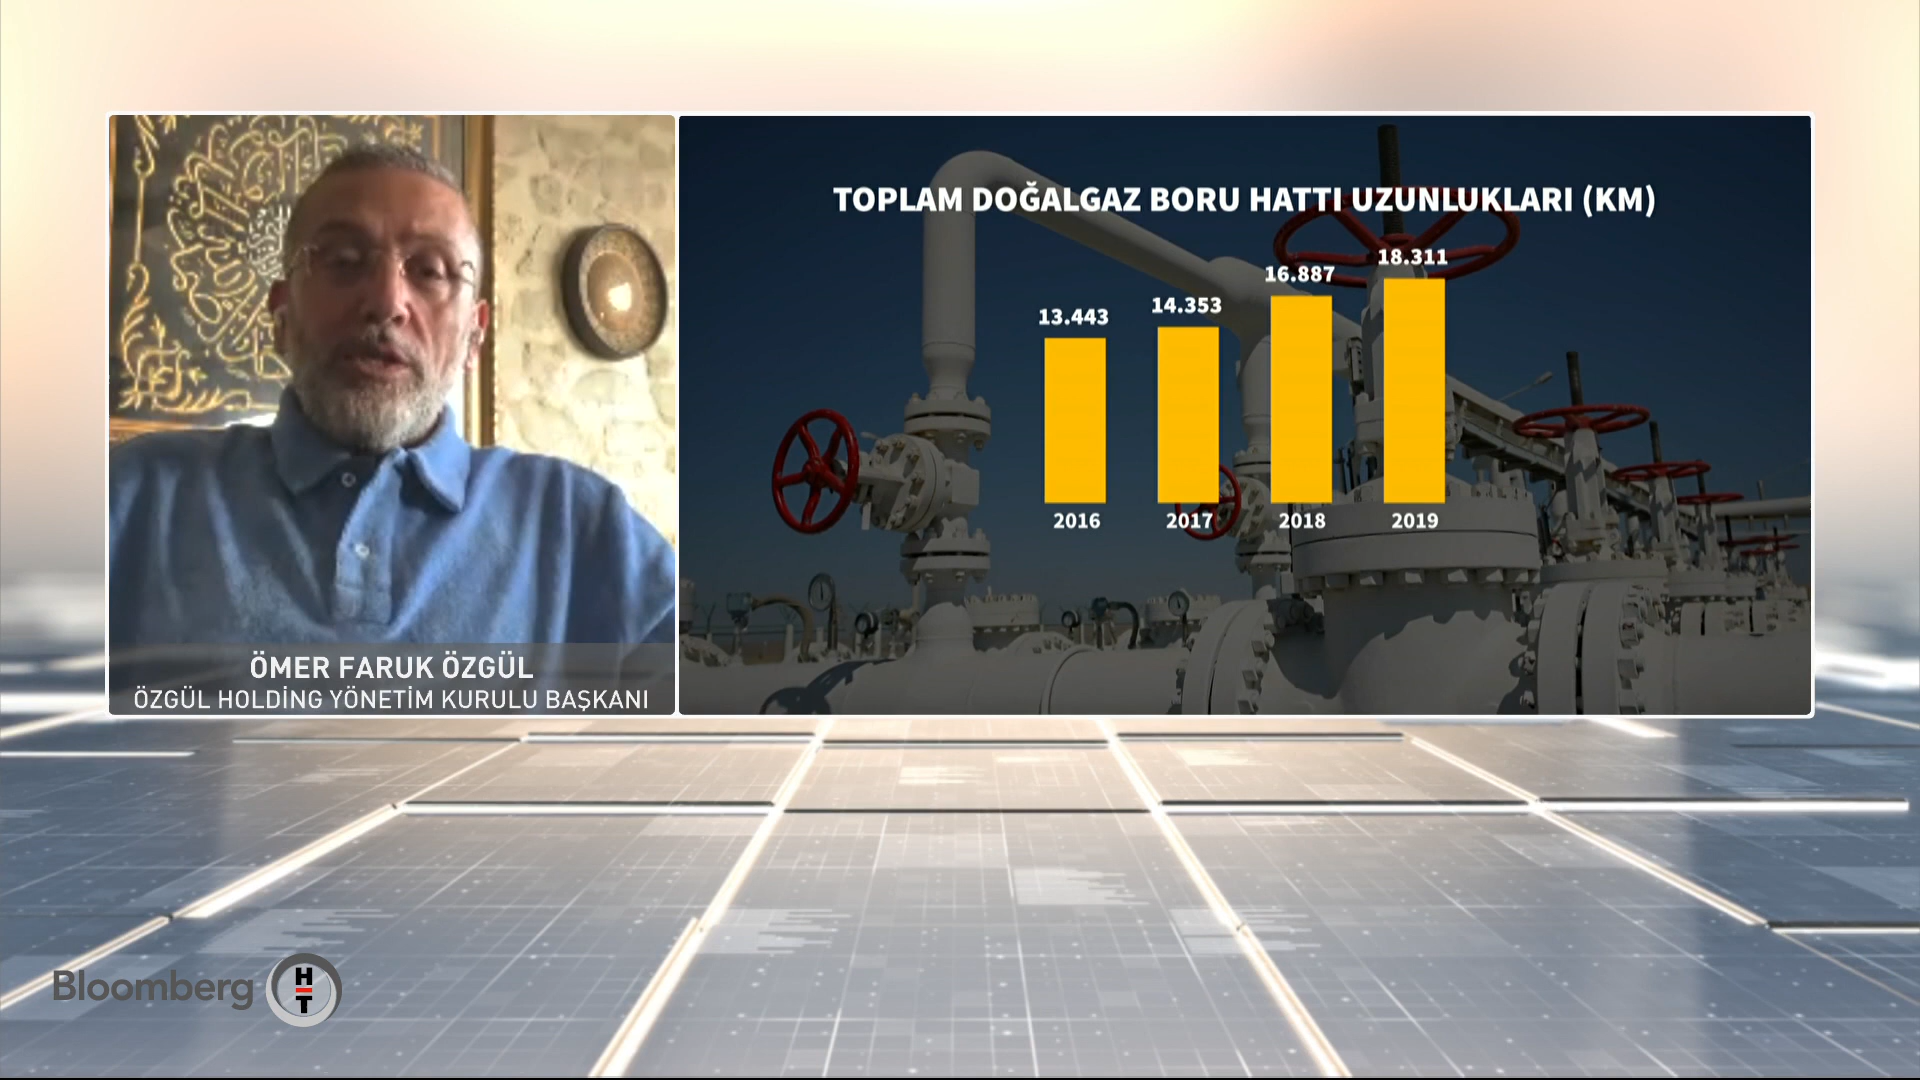 TOPLAM DOĞALGAZ BORU HATTI UZUNLUKLARI (KM)
13.443
14.353
16.887
18.311
2016
2017
2018
2019
ÖMER FARUK ÖZGÜL
ÖZGÜL HOLDİNG YÖNETİM KURULU BAŞKANI
Bloomberg HT